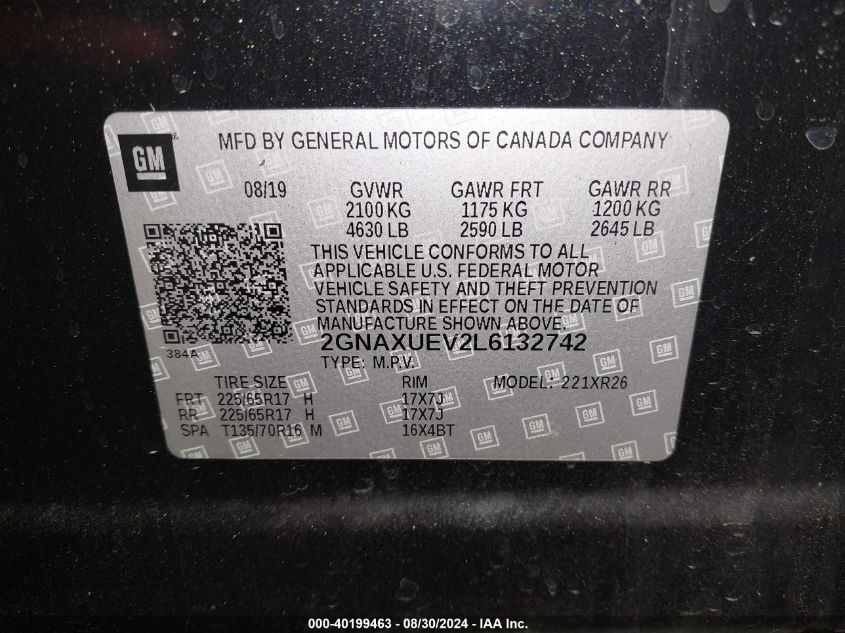 GM
MFD BY GENERAL MOTORS OF CANADA COMPANY
08/19 GVWR GAWR FRT GAWR RR
2100 KG 1175 KG 1200 KG
4630 LB 2590 LB 2645 LB
THIS VEHICLE CONFORMS TO ALL
APPLICABLE U.S. FEDERAL MOTOR
VEHICLE SAFETY AND THEFT PREVENTION
STANDARDS IN EFFECT ON THE DATE OF
MANUFACTURE SHOWN ABOVE.
384A
2GNAXUEV2L6132742
TYPE: M.P.V.
TIRE SIZE RIM MODEL: 221XR26
FRT 225/65R17 H 17X7J
RR 225/65R17 H 17X7J
SPA T135/70R16 M 16X4BT
000-40199463 - 08/30/2024 - IAA Inc.